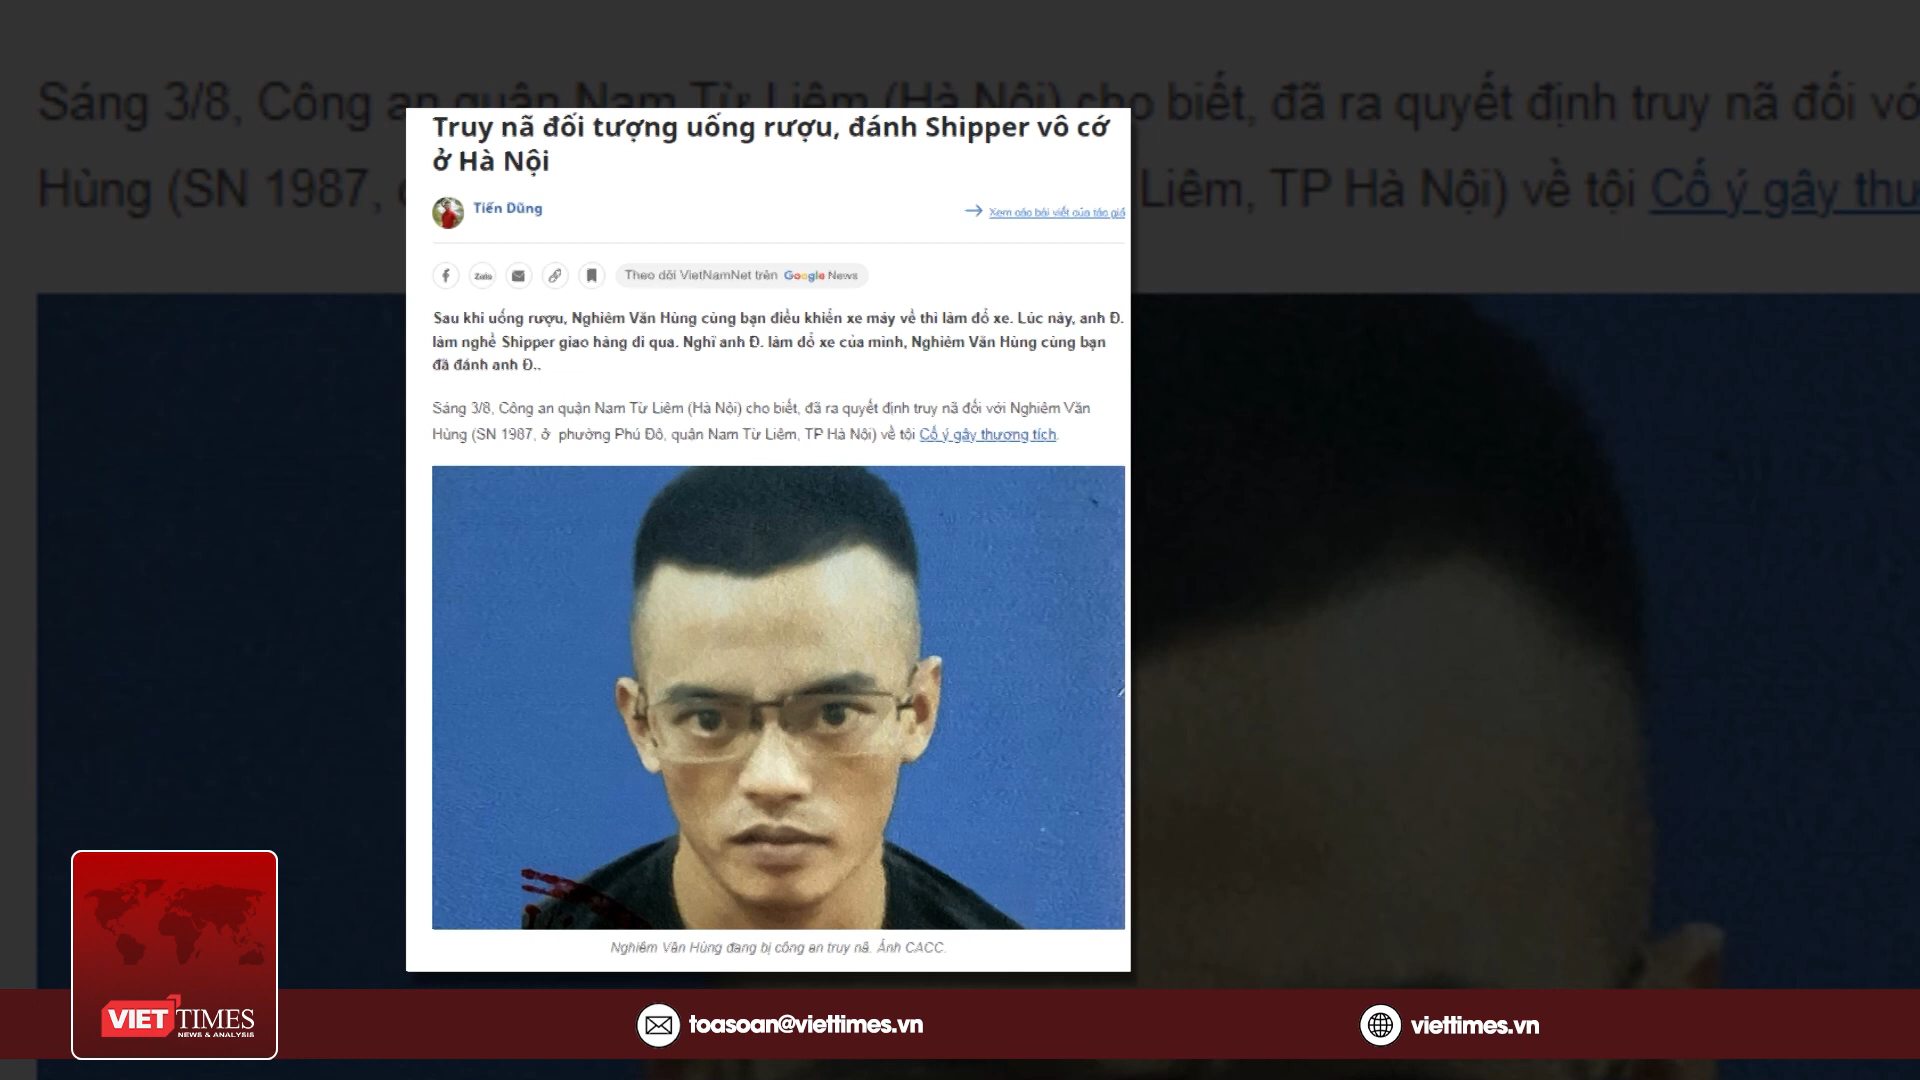 Sáng 3/8, Công an quận Nam Từ Liêm (Hà Nội) cho biết, đã ra quyết định truy nã đối vớ
Hùng (SN 1987, Liêm, TP Hà Nội) về tội Cố ý gây thư
Truy nã đối tượng uống rượu, đánh Shipper vô cớ
ở Hà Nội
Tiến Dũng
Xem các bài viết của tác giả
Zalo
Theo dõi VietNamNet trên Google News
Sau khi uống rượu, Nghiêm Văn Hùng cùng bạn điều khiển xe máy về thì làm đổ xe. Lúc này, anh Đ.
làm nghề Shipper giao hàng đi qua. Nghĩ anh Đ. làm đổ xe của mình, Nghiêm Văn Hùng cùng bạn
đã đánh anh Đ..
Sáng 3/8, Công an quận Nam Từ Liêm (Hà Nội) cho biết, đã ra quyết định truy nã đối với Nghiêm Văn
Hùng (SN 1987, ở phường Phú Đô, quận Nam Từ Liêm, TP Hà Nội) về tội Cố ý gây thương tích.
Nghiêm Văn Hùng đang bị công an truy nã. Ảnh CACC.
VIETTIMES
NEWS & ANALYSIS
toasoan@viettimes.vn
viettimes.vn